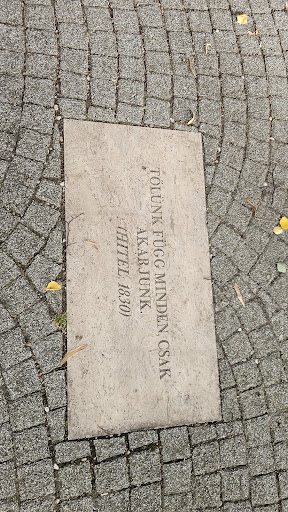 TŐLÜNK FÜGG MINDEN, CSAK
AKARJUNK.
(HITEL, 1830)